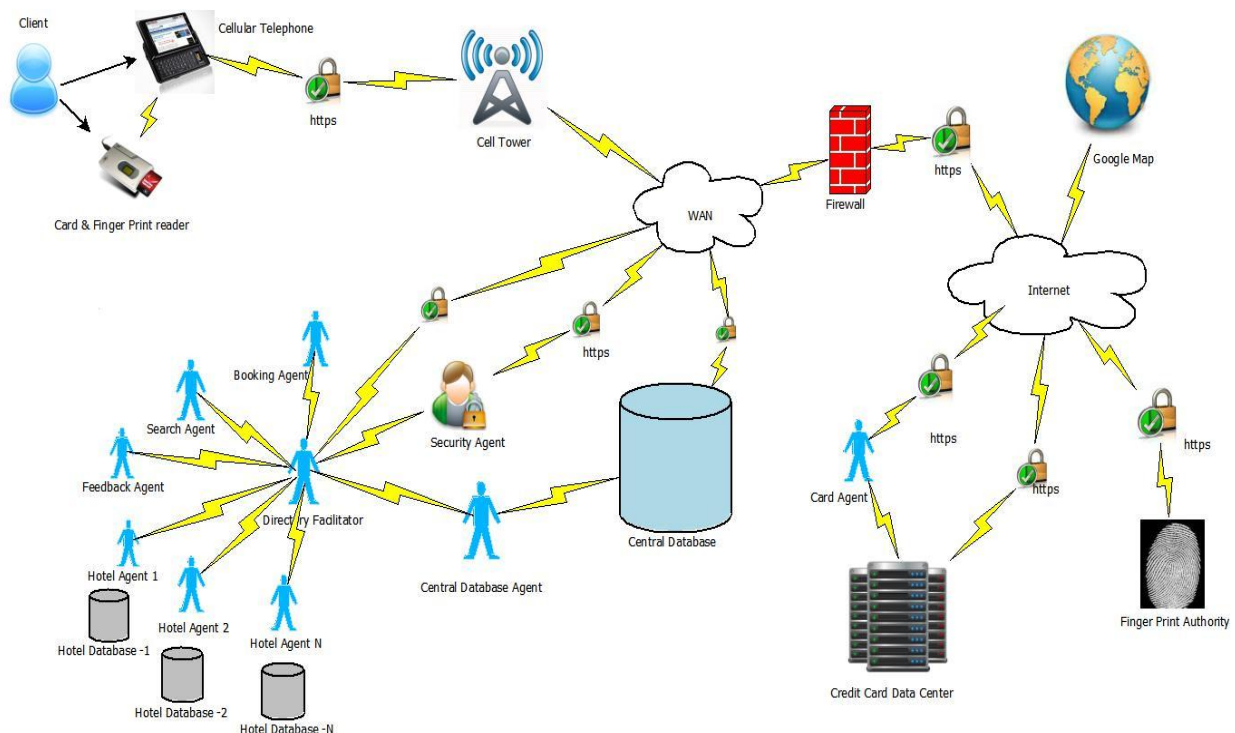 Client
Cellular Telephone
https
Cell Tower
Card & Finger Print reader
WAN
Firewall
https
Google Map
Internet
https
Booking Agent
Search Agent
Security Agent
Feedback Agent
Directory Facilitator
https
https
https
Card Agent
Central Database
Hotel Agent 1
Hotel Agent 2
Hotel Agent N
Central Database Agent
Hotel Database -1
Hotel Database -2
Hotel Database -N
Credit Card Data Center
Finger Print Authority